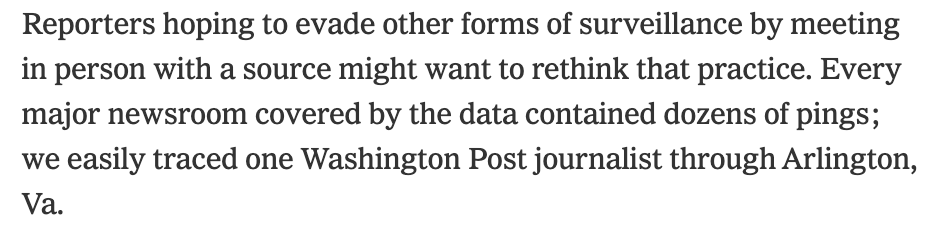 Reporters hoping to evade other forms of surveillance by meeting
in person with a source might want to rethink that practice. Every
major newsroom covered by the data contained dozens of pings;
we easily traced one Washington Post journalist through Arlington,
Va.